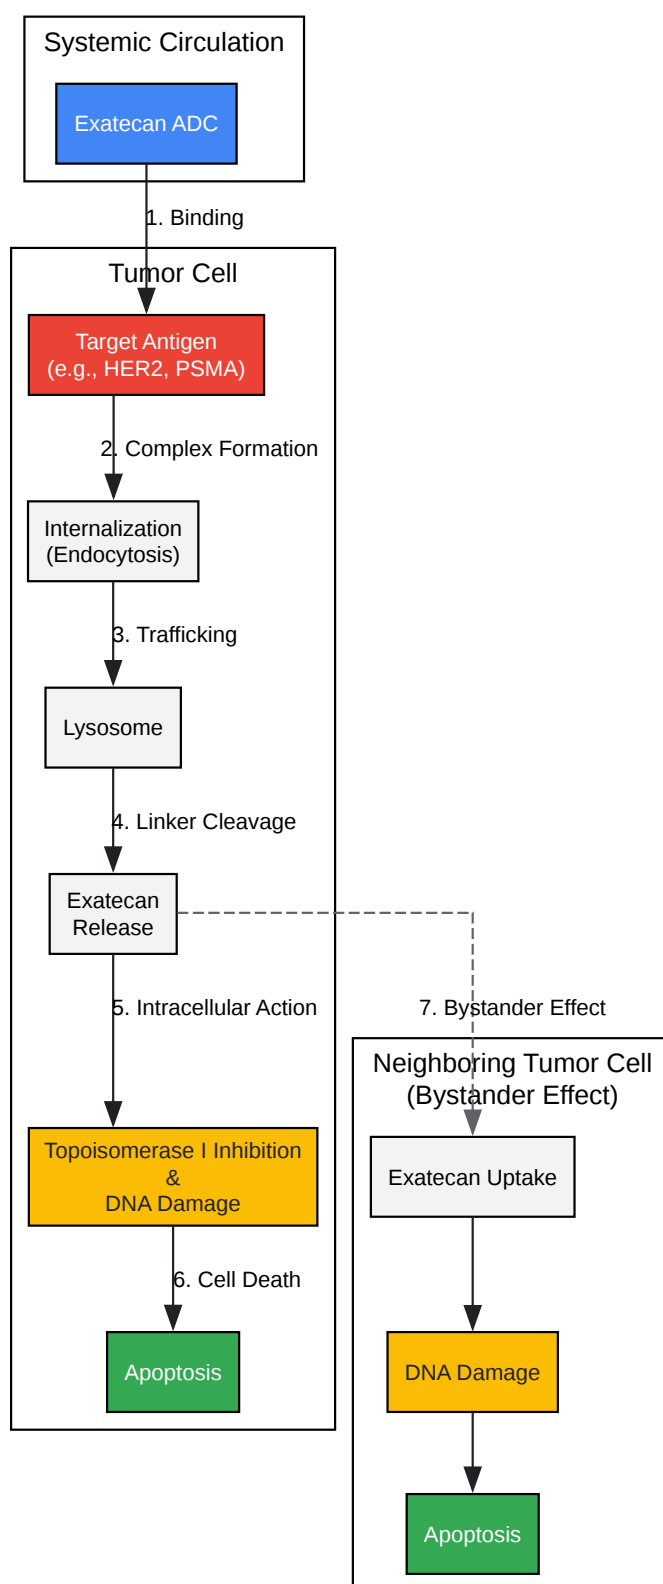 Systemic Circulation
Exatecan ADC
1. Binding
Tumor Cell
Target Antigen
(e.g., HER2, PSMA)
2. Complex Formation
Internalization
(Endocytosis)
3. Trafficking
Lysosome
4. Linker Cleavage
Exatecan
Release
5. Intracellular Action
7. Bystander Effect
Neighboring Tumor Cell
(Bystander Effect)
Topoisomerase I Inhibition
&
DNA Damage
Exatecan Uptake
6. Cell Death
Apoptosis
DNA Damage
Apoptosis